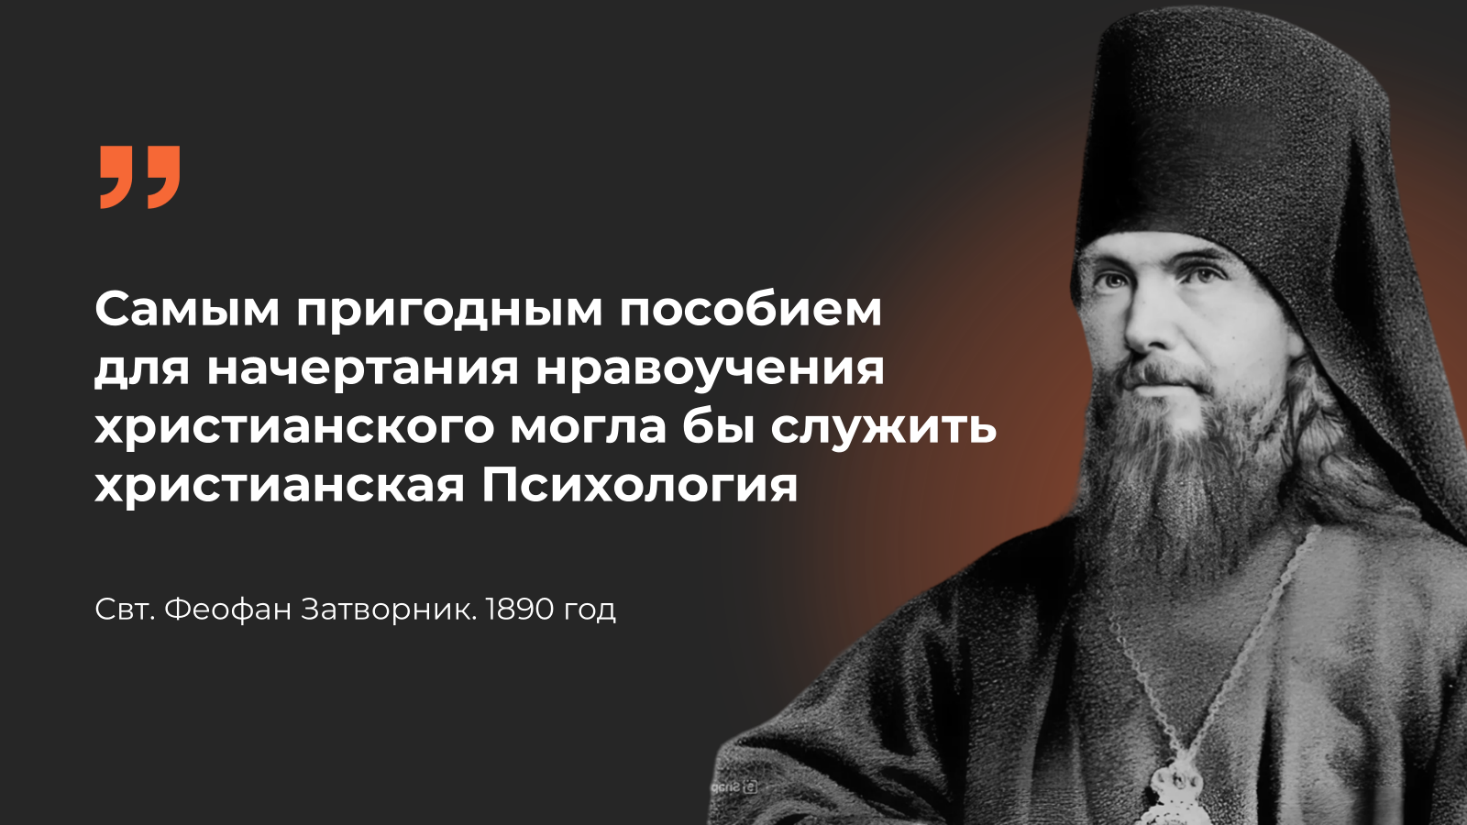 ”
Самым пригодным пособием
для начертания нравоучения
христианского могла бы служить
христианская Психология
Свт. Феофан Затворник. 1890 год